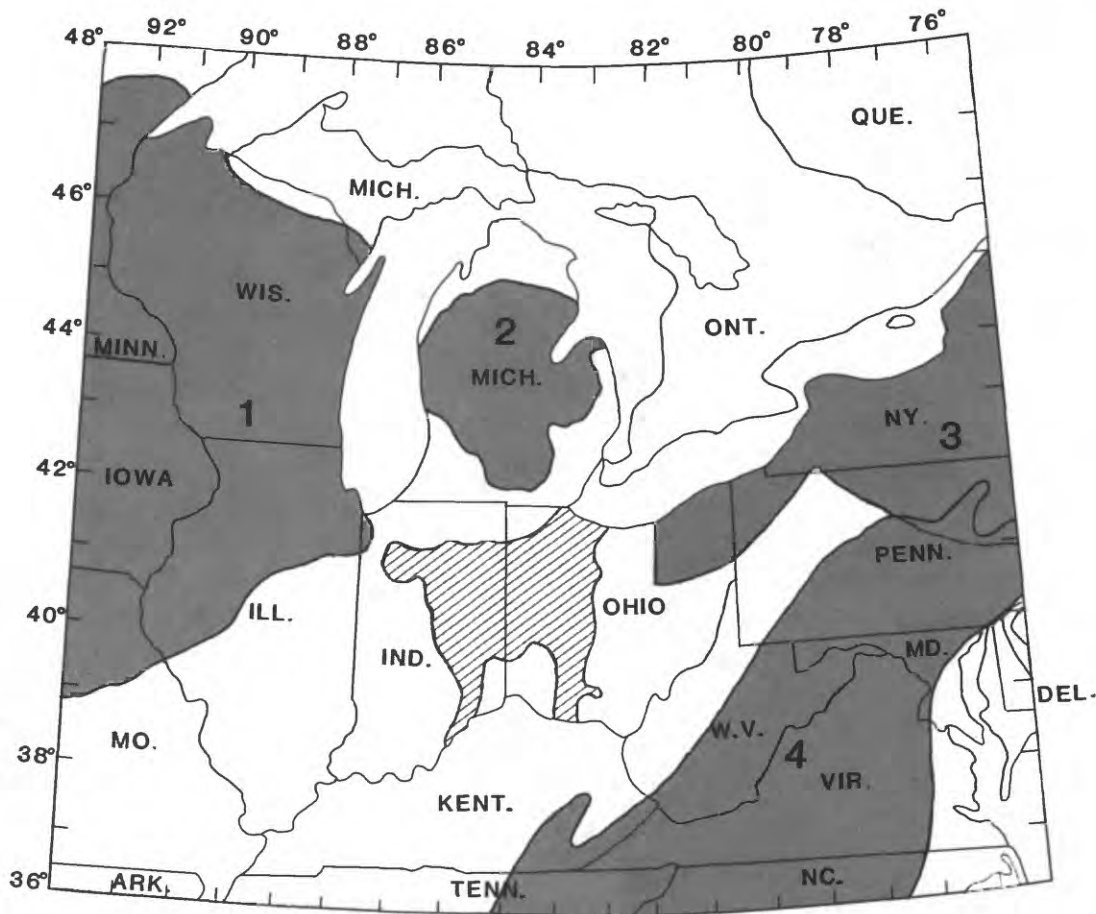 92° 90° 88° 86° 84° 82° 80° 78° 76°
48°
QUE.
46°
MICH.
WIS.
44°
2
ONT.
MINN.
MICH.
1
NY.
3
42°
IOWA
PENN.
40°
ILL.
OHIO
IND.
MD.
DEL.
MO.
W.V.
38°
4
VIR.
KENT.
36°
ARK
TENN.
NC.